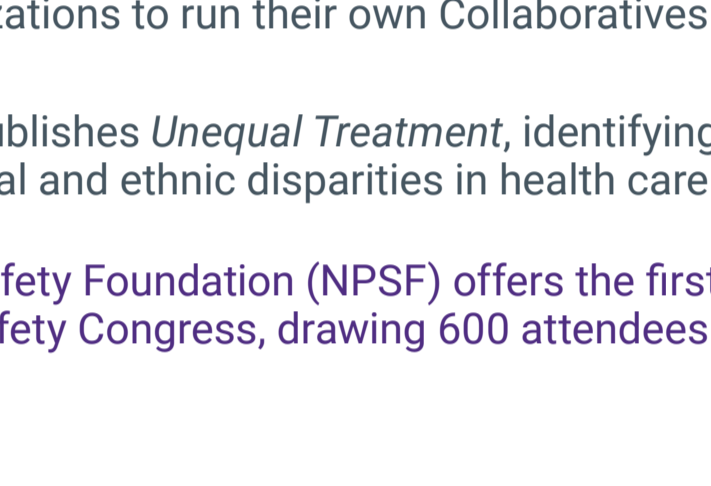 zations to run their own Collaboratives
ublishes Unequal Treatment, identifying
al and ethnic disparities in health care
fety Foundation (NPSF) offers the first
fety Congress, drawing 600 attendees